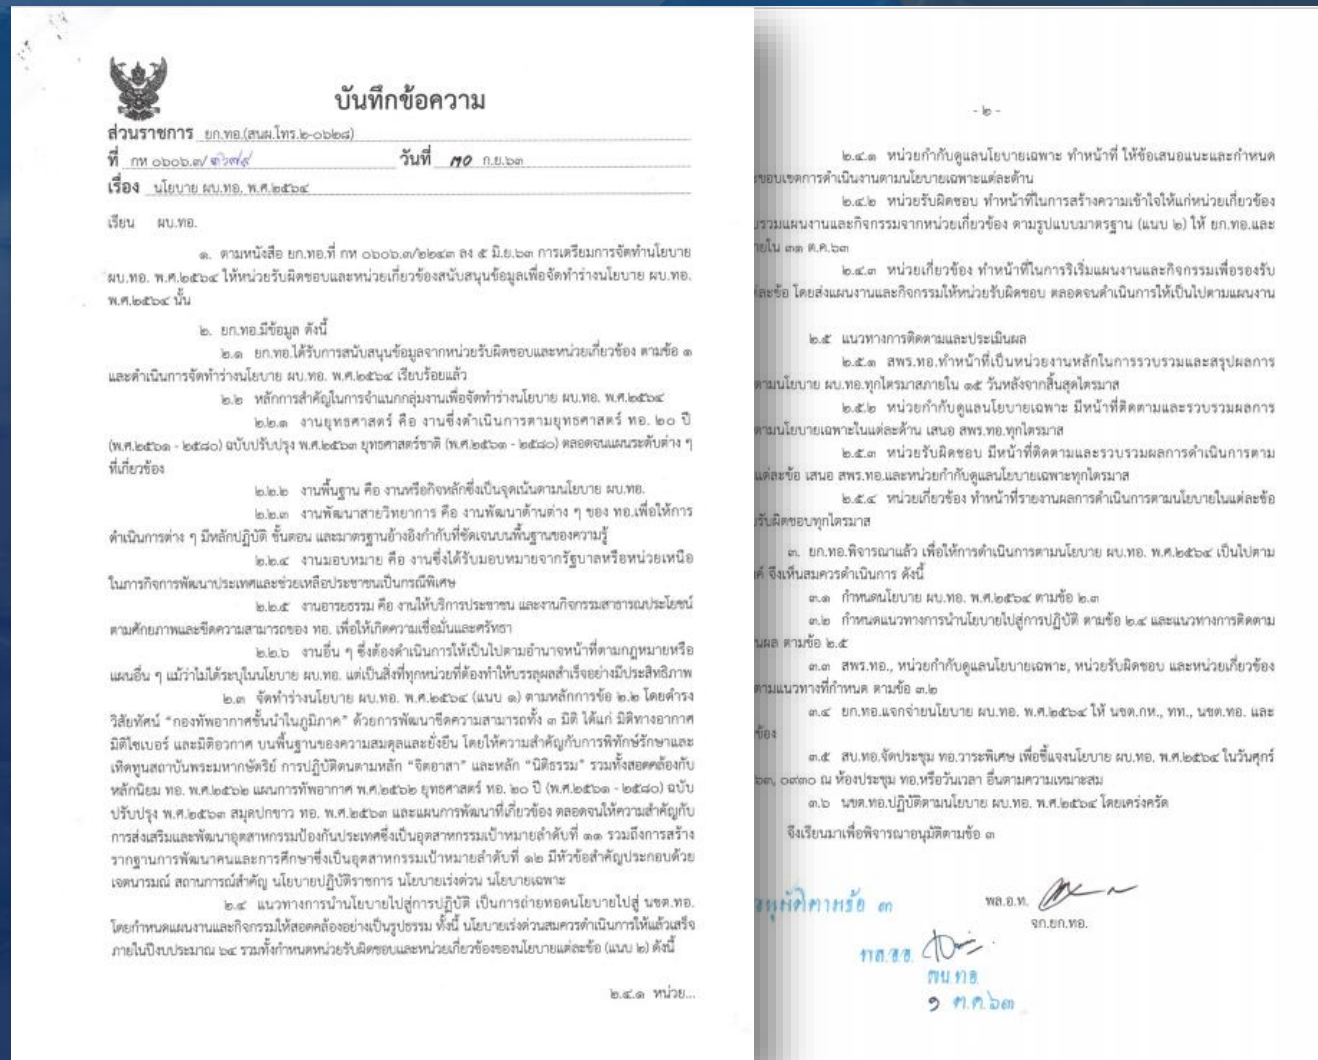 บันทึกข้อความ
ส่วนราชการ ยก.ทอ.(สนผ.โทร.๒-๐๖๒๘)
ที่ กห ๐๖๐๖.๓/ วันที่ ๓๐ ก.ย.๖๓
เรื่อง นโยบาย ผบ.ทอ. พ.ศ.๒๕๖๔
เรียน ผบ.ทอ.
๑. ตามหนังสือ ยก.ทอ.ที่ กห ๐๖๐๖.๓/๒๒๔๓ ลง ๕ มิ.ย.๖๓ การเตรียมการจัดทำนโยบาย
ผบ.ทอ. พ.ศ.๒๕๖๔ ให้หน่วยรับผิดชอบและหน่วยเกี่ยวข้องสนับสนุนข้อมูลเพื่อจัดทำร่างนโยบาย ผบ.ทอ.
พ.ศ.๒๕๖๔ นั้น
๒. ยก.ทอ.มีข้อมูล ดังนี้
๒.๑ ยก.ทอ.ได้รับการสนับสนุนข้อมูลจากหน่วยรับผิดชอบและหน่วยเกี่ยวข้อง ตามข้อ ๑
และดำเนินการจัดทำร่างนโยบาย ผบ.ทอ. พ.ศ.๒๕๖๔ เรียบร้อยแล้ว
๒.๒ หลักการสำคัญในการจำแนกกลุ่มงานเพื่อจัดทำร่างนโยบาย ผบ.ทอ. พ.ศ.๒๕๖๔
๒.๒.๑ งานยุทธศาสตร์ คือ งานซึ่งดำเนินการตามยุทธศาสตร์ ทอ. ๒๐ ปี
(พ.ศ.๒๕๖๑ - ๒๕๘๐) ฉบับปรับปรุง พ.ศ.๒๕๖๓ ยุทธศาสตร์ชาติ (พ.ศ.๒๕๖๑ - ๒๕๘๐) ตลอดจนแผนระดับต่าง ๆ
ที่เกี่ยวข้อง
๒.๒.๒ งานพื้นฐาน คือ งานหรือกิจหลักซึ่งเป็นจุดเน้นตามนโยบาย ผบ.ทอ.
๒.๒.๓ งานพัฒนาสายวิทยาการ คือ งานพัฒนาด้านต่าง ๆ ของ ทอ.เพื่อให้การ
ดำเนินการต่าง ๆ มีหลักปฏิบัติ ขั้นตอน และมาตรฐานอ้างอิงกำกับที่ชัดเจนบนพื้นฐานของความรู้
๒.๒.๔ งานมอบหมาย คือ งานซึ่งได้รับมอบหมายจากรัฐบาลหรือหน่วยเหนือ
ในภารกิจการพัฒนาประเทศและช่วยเหลือประชาชนเป็นกรณีพิเศษ
๒.๒.๕ งานอารยธรรม คือ งานให้บริการประชาชน และงานกิจกรรมสาธารณประโยชน์
ตามศักยภาพและขีดความสามารถของ ทอ. เพื่อให้เกิดความเชื่อมั่นและศรัทธา
๒.๒.๖ งานอื่น ๆ ซึ่งต้องดำเนินการให้เป็นไปตามอำนาจหน้าที่ตามกฎหมายหรือ
แผนอื่น ๆ แม้ว่าไม่ได้ระบุในนโยบาย ผบ.ทอ. แต่เป็นสิ่งที่ทุกหน่วยที่ต้องทำให้บรรลุผลสำเร็จอย่างมีประสิทธิภาพ
๒.๓ จัดทำร่างนโยบาย ผบ.ทอ. พ.ศ.๒๕๖๔ (แนบ ๑) ตามหลักการข้อ ๒.๒ โดยดำรง
วิสัยทัศน์ “กองทัพอากาศชั้นนำในภูมิภาค” ด้วยการพัฒนาขีดความสามารถทั้ง ๓ มิติ ได้แก่ มิติทางอากาศ
มิติไซเบอร์ และมิติอวกาศ บนพื้นฐานของความสมดุลและยั่งยืน โดยให้ความสำคัญกับการพิทักษ์รักษาและ
เทิดทูนสถาบันพระมหากษัตริย์ การปฏิบัติตนตามหลัก “จิตอาสา” และหลัก “นิติธรรม” รวมทั้งสอดคล้องกับ
หลักนิยม ทอ. พ.ศ.๒๕๖๒ แผนการทัพอากาศ พ.ศ.๒๕๖๒ ยุทธศาสตร์ ทอ. ๒๐ ปี (พ.ศ.๒๕๖๑ - ๒๕๘๐) ฉบับ
ปรับปรุง พ.ศ.๒๕๖๓ สมุดปกขาว ทอ. พ.ศ.๒๕๖๓ และแผนการพัฒนาที่เกี่ยวข้อง ตลอดจนให้ความสำคัญกับ
การส่งเสริมและพัฒนาอุตสาหกรรมป้องกันประเทศซึ่งเป็นอุตสาหกรรมเป้าหมายลำดับที่ ๑๑ รวมถึงการสร้าง
รากฐานการพัฒนาคนและการศึกษาซึ่งเป็นอุตสาหกรรมเป้าหมายลำดับที่ ๑๒ มีหัวข้อสำคัญประกอบด้วย
เจตนารมณ์ สถานการณ์สำคัญ นโยบายปฏิบัติราชการ นโยบายเร่งด่วน นโยบายเฉพาะ
๒.๔ แนวทางการนำนโยบายไปสู่การปฏิบัติ เป็นการถ่ายทอดนโยบายไปสู่ นขต.ทอ.
โดยกำหนดแผนงานและกิจกรรมให้สอดคล้องอย่างเป็นรูปธรรม ทั้งนี้ นโยบายเร่งด่วนสมควรดำเนินการให้แล้วเสร็จ
ภายในปีงบประมาณ ๖๔ รวมทั้งกำหนดหน่วยรับผิดชอบและหน่วยเกี่ยวข้องของนโยบายแต่ละข้อ (แนบ ๒) ดังนี้
๒.๔.๑ หน่วย...
- ๒ -
๒.๔.๑ หน่วยกำกับดูแลนโยบายเฉพาะ ทำหน้าที่ ให้ข้อเสนอแนะและกำหนด
ขอบเขตการดำเนินงานตามนโยบายเฉพาะแต่ละด้าน
๒.๔.๒ หน่วยรับผิดชอบ ทำหน้าที่ในการสร้างความเข้าใจให้แก่หน่วยเกี่ยวข้อง
รวมแผนงานและกิจกรรมจากหน่วยเกี่ยวข้อง ตามรูปแบบมาตรฐาน (แนบ ๒) ให้ ยก.ทอ.และ
ยใน ๓๑ ต.ค.๖๓
๒.๔.๓ หน่วยเกี่ยวข้อง ทำหน้าที่ในการริเริ่มแผนงานและกิจกรรมเพื่อรองรับ
ละข้อ โดยส่งแผนงานและกิจกรรมให้หน่วยรับผิดชอบ ตลอดจนดำเนินการให้เป็นไปตามแผนงาน
๒.๕ แนวทางการติดตามและประเมินผล
๒.๕.๑ สพร.ทอ.ทำหน้าที่เป็นหน่วยงานหลักในการรวบรวมและสรุปผลการ
ตามนโยบาย ผบ.ทอ.ทุกไตรมาสภายใน ๑๕ วันหลังจากสิ้นสุดไตรมาส
๒.๕.๒ หน่วยกำกับดูแลนโยบายเฉพาะ มีหน้าที่ติดตามและรวบรวมผลการ
ตามนโยบายเฉพาะในแต่ละด้าน เสนอ สพร.ทอ.ทุกไตรมาส
๒.๕.๓ หน่วยรับผิดชอบ มีหน้าที่ติดตามและรวบรวมผลการดำเนินการตาม
แต่ละข้อ เสนอ สพร.ทอ.และหน่วยกำกับดูแลนโยบายเฉพาะทุกไตรมาส
๒.๕.๔ หน่วยเกี่ยวข้อง ทำหน้าที่รายงานผลการดำเนินการตามนโยบายในแต่ละข้อ
รับผิดชอบทุกไตรมาส
๓. ยก.ทอ.พิจารณาแล้ว เพื่อให้การดำเนินการตามนโยบาย ผบ.ทอ. พ.ศ.๒๕๖๔ เป็นไปตาม
ค์ จึงเห็นสมควรดำเนินการ ดังนี้
๓.๑ กำหนดนโยบาย ผบ.ทอ. พ.ศ.๒๕๖๔ ตามข้อ ๒.๓
๓.๒ กำหนดแนวทางการนำนโยบายไปสู่การปฏิบัติ ตามข้อ ๒.๔ และแนวทางการติดตาม
นผล ตามข้อ ๒.๕
๓.๓ สพร.ทอ., หน่วยกำกับดูแลนโยบายเฉพาะ, หน่วยรับผิดชอบ และหน่วยเกี่ยวข้อง
ตามแนวทางที่กำหนด ตามข้อ ๓.๒
๓.๔ ยก.ทอ.แจกจ่ายนโยบาย ผบ.ทอ. พ.ศ.๒๕๖๔ ให้ นขต.กห., ทท., นขต.ทอ. และ
ข้อง
๓.๕ สบ.ทอ.จัดประชุม ทอ.วาระพิเศษ เพื่อชี้แจงนโยบาย ผบ.ทอ. พ.ศ.๒๕๖๔ ในวันศุกร์
๖๓, ๐๙๓๐ ณ ห้องประชุม ทอ.หรือวันเวลา อื่นตามความเหมาะสม
๓.๖ นขต.ทอ.ปฏิบัติตามนโยบาย ผบ.ทอ. พ.ศ.๒๕๖๔ โดยเคร่งครัด
จึงเรียนมาเพื่อพิจารณาอนุมัติตามข้อ ๓
อนุมัติตามข้อ ๓
พล.อ.ท.
จก.ยก.ทอ.
พล.อ.อ.
ผบ.ทอ.
๑ ต.ค.๖๓